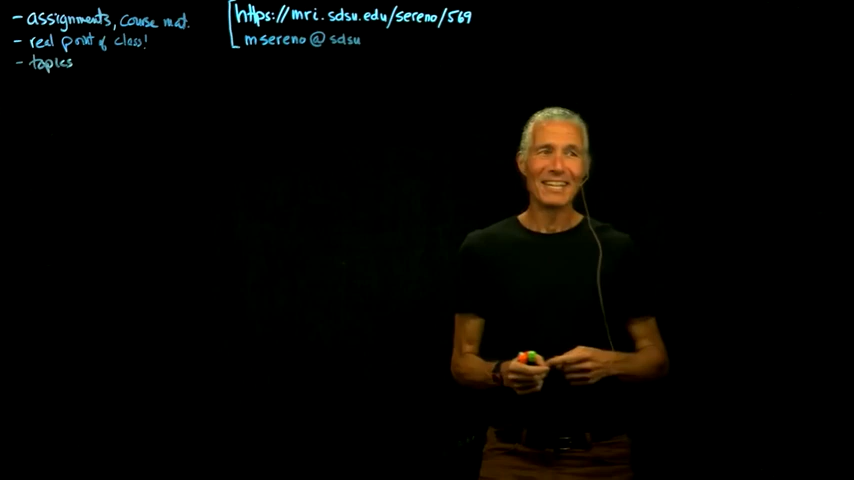 - assignments, course mat.
- real point of class!
- topics
https://mri.sdsu.edu/sereno/569
msereno@sdsu